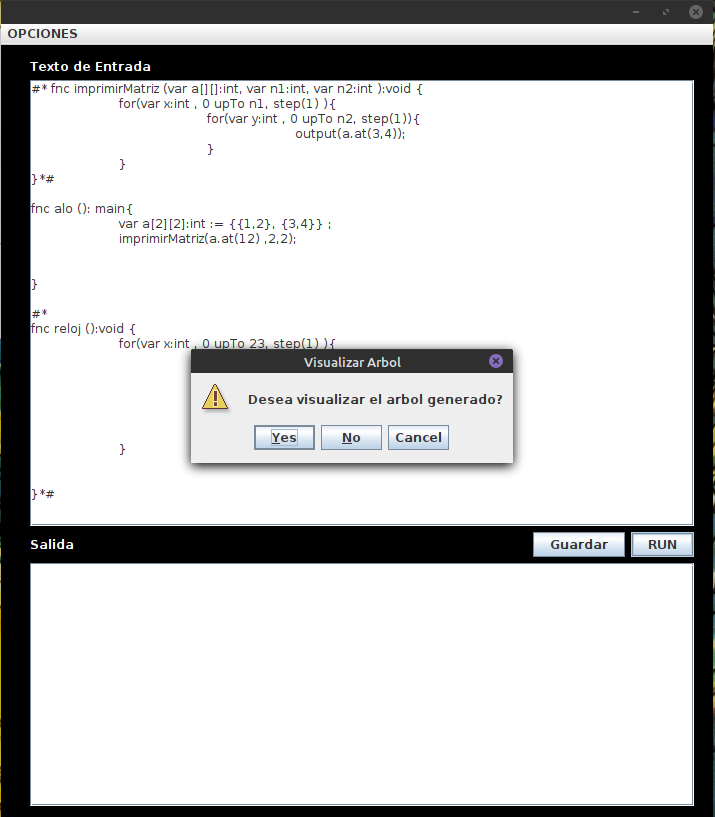 OPCIONES
Texto de Entrada
#* fnc imprimirMatriz (var a[][]:int, var n1:int, var n2:int ):void {
for(var x:int , 0 upTo n1, step(1) ){
for(var y:int , 0 upTo n2, step(1)){
output(a.at(3,4));
}
}
}*#
fnc alo (): main{
var a[2][2]:int := {{1,2}, {3,4}} ;
imprimirMatriz(a.at(12) ,2,2);
}
#*
fnc reloj ():void {
for(var x:int , 0 upTo 23, step(1) ){
Visualizar Arbol
Desea visualizar el arbol generado?
Yes No Cancel
}
}*#
Salida Guardar RUN